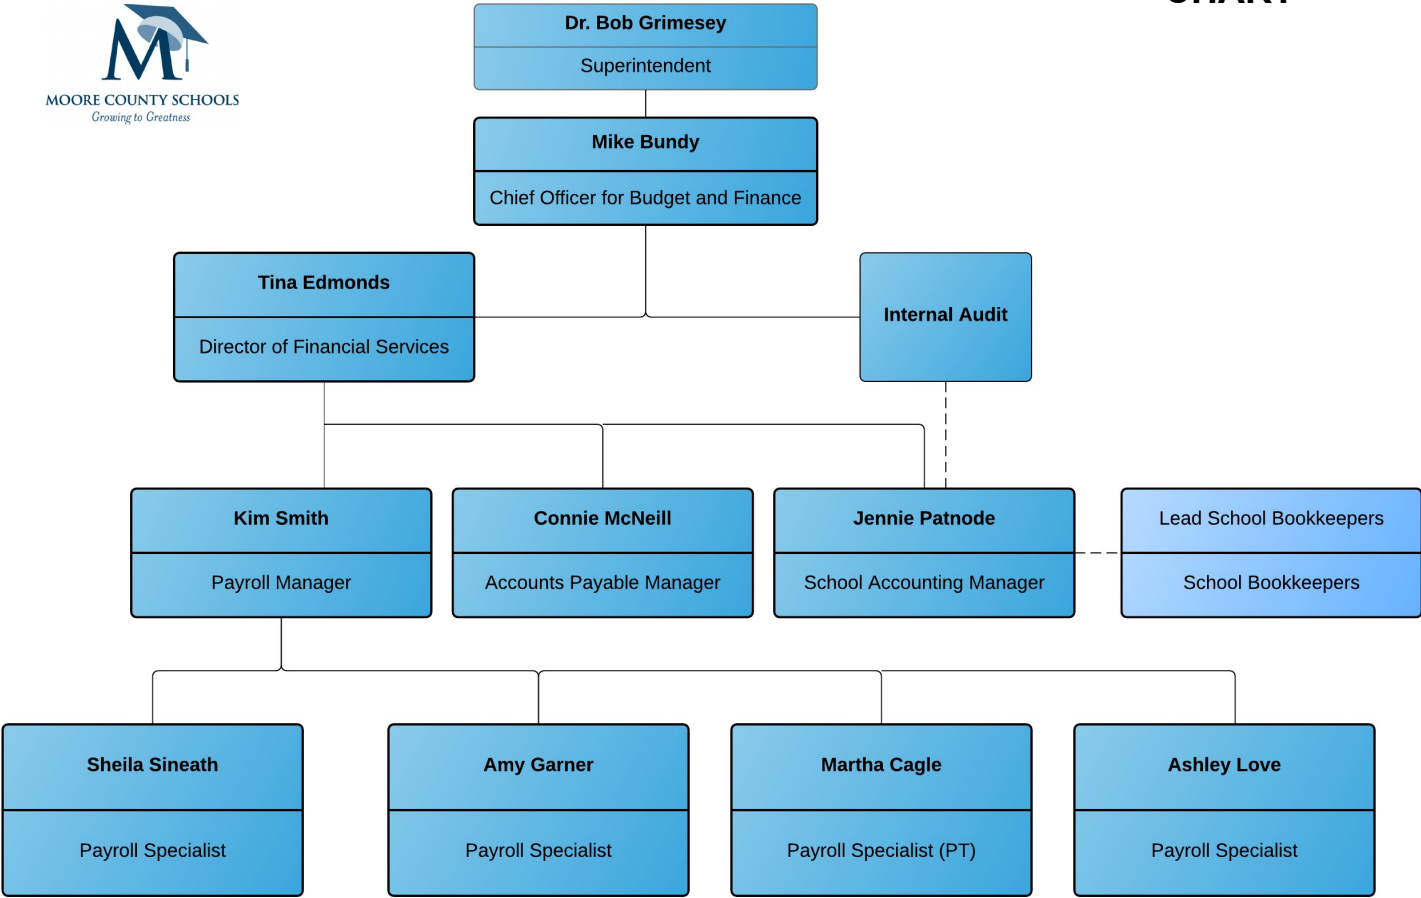 Dr. Bob Grimesey
Superintendent
M
MOORE COUNTY SCHOOLS
Growing to Greatness
Mike Bundy
Chief Officer for Budget and Finance
Tina Edmonds
Director of Financial Services
Internal Audit
Kim Smith
Payroll Manager
Connie McNeill
Accounts Payable Manager
Jennie Patnode
School Accounting Manager
Lead School Bookkeepers
School Bookkeepers
Sheila Sineath
Payroll Specialist
Amy Garner
Payroll Specialist
Martha Cagle
Payroll Specialist (PT)
Ashley Love
Payroll Specialist